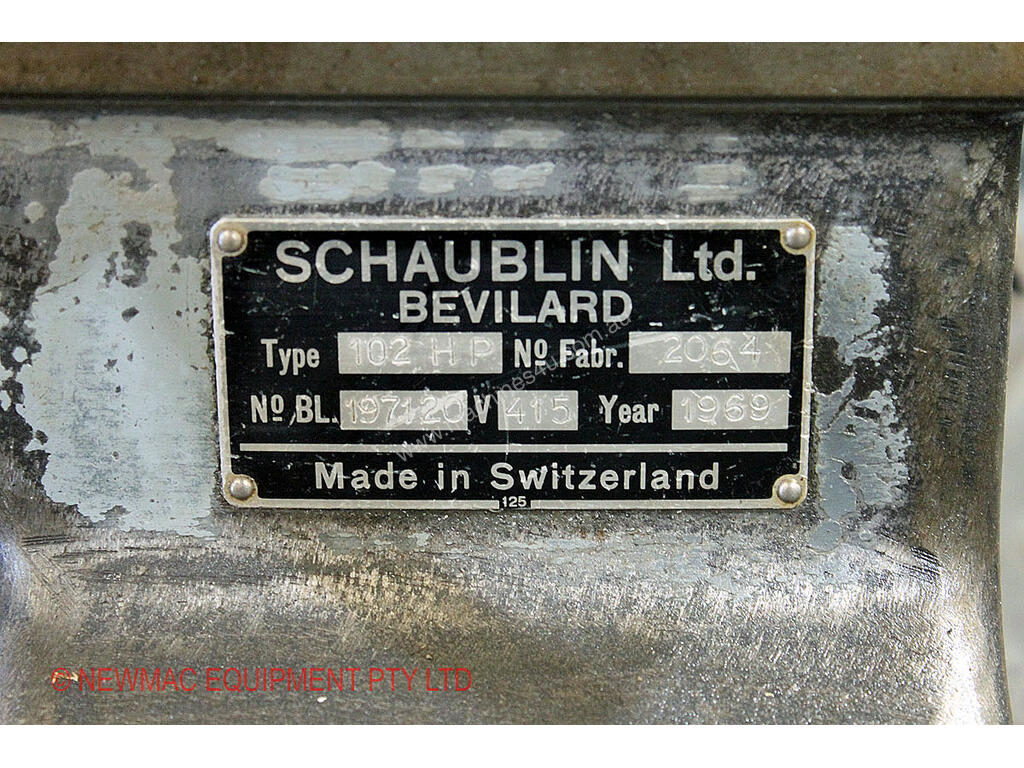 SCHAUBLIN Ltd.
BEVILARD
Type 102 HP Nº Fabr. 2064
Nº BL. 197120 V 415 Year 1969
Made in Switzerland
125
© NEWMAC EQUIPMENT PTY LTD